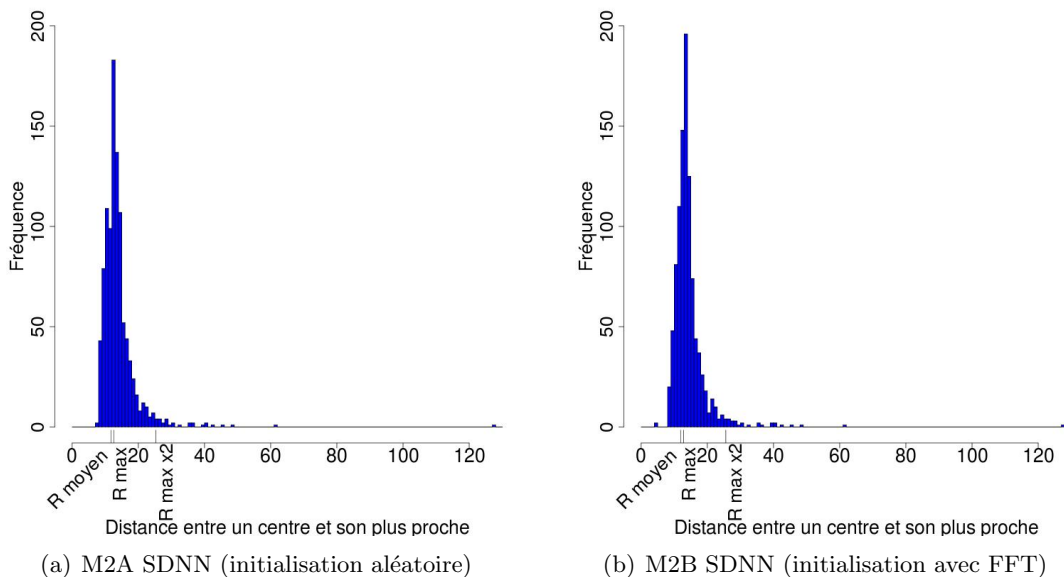 200
150
100
50
0
Fréquence
0
20
40
60
80
100
120
R moyen
R max
R max x2
Distance entre un centre et son plus proche
(a) M2A SDNN (initialisation aléatoire)
200
150
100
50
0
Fréquence
0
20
40
60
80
100
120
R moyen
R max
R max x2
Distance entre un centre et son plus proche
(b) M2B SDNN (initialisation avec FFT)